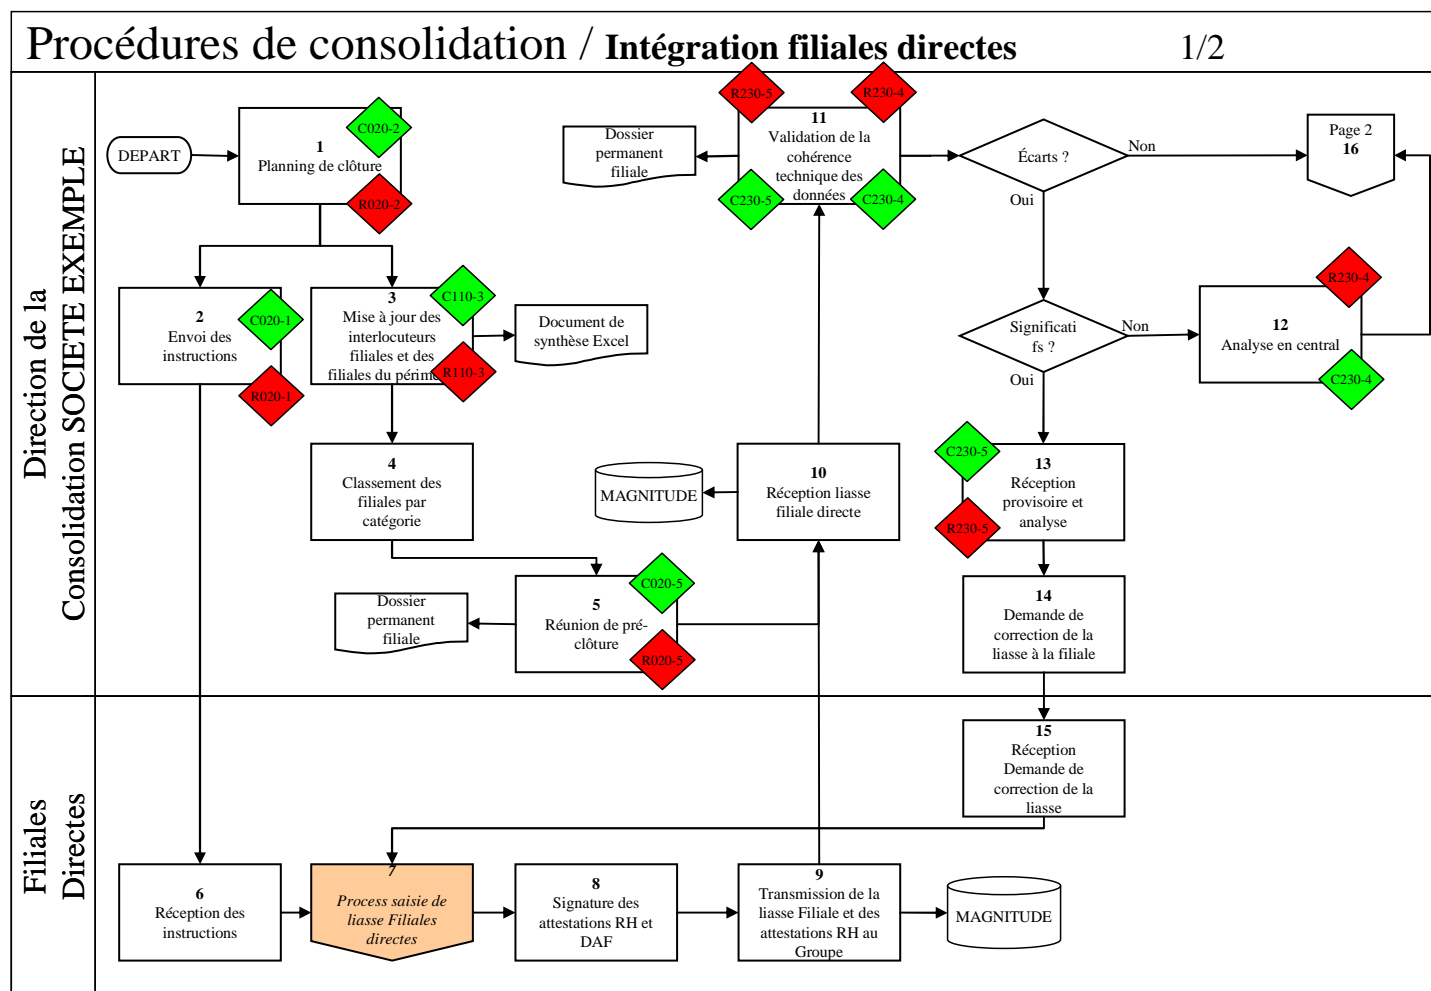 Procédures de consolidation / Intégration filiales directes 1/2
Direction de la
Consolidation SOCIETE EXEMPLE
DEPART
1
Planning de clôture
C020-2
R020-2
2
Envoi des
instructions
C020-1
R020-1
3
Mise à jour des
interlocuteurs
filiales et des
filiales du
C110-3
R110-3
Document de
synthèse Excel
4
Classement des
filiales par
catégorie
5
Réunion de pré-
clôture
C020-5
R020-5
Dossier
permanent
filiale
MAGNITUDE
10
Réception liasse
filiale directe
Dossier
permanent
filiale
R230-5
R230-4
11
Validation de la
cohérence
technique des
données
C230-5
C230-4
Écarts ?
Non
Oui
Page 2
16
Significati
fs ?
Non
Oui
R230-4
12
Analyse en central
C230-4
C230-5
13
Réception
provisoire et
analyse
R230-5
14
Demande de
correction de la
liasse à la filiale
Filiales
Directes
15
Réception
Demande de
correction de la
liasse
6
Réception des
instructions
7
Process saisie de
liasse Filiales
directes
8
Signature des
attestations RH et
DAF
9
Transmission de la
liasse Filiale et des
attestations RH au
Groupe
MAGNITUDE